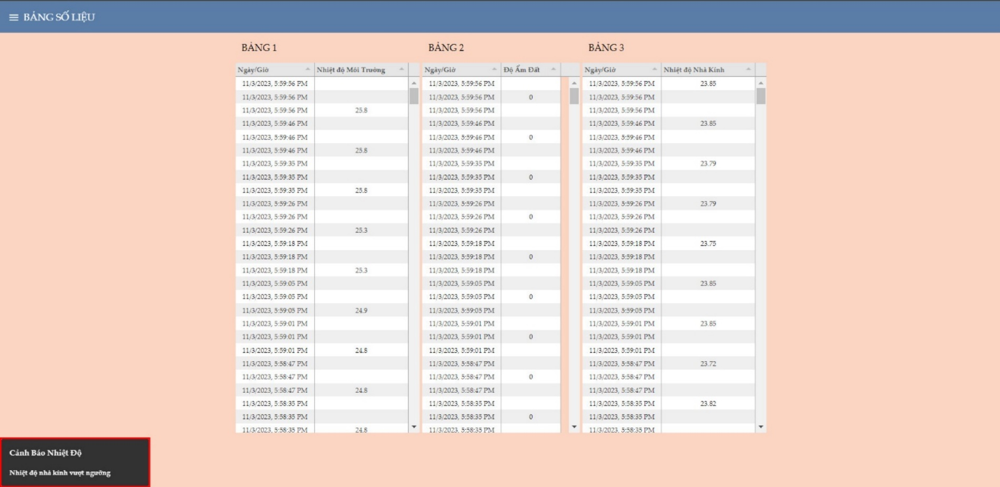 BẢNG SỐ LIỆU
BẢNG 1 BẢNG 2 BẢNG 3
Ngày/Giờ Nhiệt độ Môi Trường Ngày/Giờ Độ Ẩm Đất Ngày/Giờ Nhiệt độ Nhà Kính
11/3/2023, 5:59:56 PM 11/3/2023, 5:59:56 PM 11/3/2023, 5:59:56 PM 23.85
11/3/2023, 5:59:56 PM 11/3/2023, 5:59:56 PM 0 11/3/2023, 5:59:56 PM
11/3/2023, 5:59:56 PM 25.8 11/3/2023, 5:59:56 PM 11/3/2023, 5:59:56 PM
11/3/2023, 5:59:46 PM 11/3/2023, 5:59:46 PM 11/3/2023, 5:59:46 PM 23.85
11/3/2023, 5:59:46 PM 11/3/2023, 5:59:46 PM 0 11/3/2023, 5:59:46 PM
11/3/2023, 5:59:46 PM 25.8 11/3/2023, 5:59:46 PM 11/3/2023, 5:59:46 PM
11/3/2023, 5:59:35 PM 11/3/2023, 5:59:35 PM 11/3/2023, 5:59:35 PM 23.79
11/3/2023, 5:59:35 PM 11/3/2023, 5:59:35 PM 0 11/3/2023, 5:59:35 PM
11/3/2023, 5:59:35 PM 25.8 11/3/2023, 5:59:35 PM 11/3/2023, 5:59:35 PM
11/3/2023, 5:59:26 PM 11/3/2023, 5:59:26 PM 11/3/2023, 5:59:26 PM 23.79
11/3/2023, 5:59:26 PM 11/3/2023, 5:59:26 PM 0 11/3/2023, 5:59:26 PM
11/3/2023, 5:59:26 PM 25.3 11/3/2023, 5:59:26 PM 11/3/2023, 5:59:26 PM
11/3/2023, 5:59:18 PM 11/3/2023, 5:59:18 PM 11/3/2023, 5:59:18 PM 23.75
11/3/2023, 5:59:18 PM 11/3/2023, 5:59:18 PM 0 11/3/2023, 5:59:18 PM
11/3/2023, 5:59:18 PM 25.3 11/3/2023, 5:59:18 PM 11/3/2023, 5:59:18 PM
11/3/2023, 5:59:05 PM 11/3/2023, 5:59:05 PM 11/3/2023, 5:59:05 PM 23.85
11/3/2023, 5:59:05 PM 11/3/2023, 5:59:05 PM 0 11/3/2023, 5:59:05 PM
11/3/2023, 5:59:05 PM 24.9 11/3/2023, 5:59:05 PM 11/3/2023, 5:59:05 PM
11/3/2023, 5:59:01 PM 11/3/2023, 5:59:01 PM 11/3/2023, 5:59:01 PM 23.85
11/3/2023, 5:59:01 PM 11/3/2023, 5:59:01 PM 0 11/3/2023, 5:59:01 PM
11/3/2023, 5:59:01 PM 24.8 11/3/2023, 5:59:01 PM 11/3/2023, 5:59:01 PM
11/3/2023, 5:58:47 PM 11/3/2023, 5:58:47 PM 11/3/2023, 5:58:47 PM 23.72
11/3/2023, 5:58:47 PM 11/3/2023, 5:58:47 PM 0 11/3/2023, 5:58:47 PM
11/3/2023, 5:58:47 PM 24.8 11/3/2023, 5:58:47 PM 11/3/2023, 5:58:47 PM
11/3/2023, 5:58:35 PM 11/3/2023, 5:58:35 PM 11/3/2023, 5:58:35 PM 23.82
11/3/2023, 5:58:35 PM 11/3/2023, 5:58:35 PM 0 11/3/2023, 5:58:35 PM
11/3/2023, 5:58:35 PM 24.8 11/3/2023, 5:58:35 PM 11/3/2023, 5:58:35 PM
Cảnh Báo Nhiệt Độ
Nhiệt độ nhà kính vượt ngưỡng